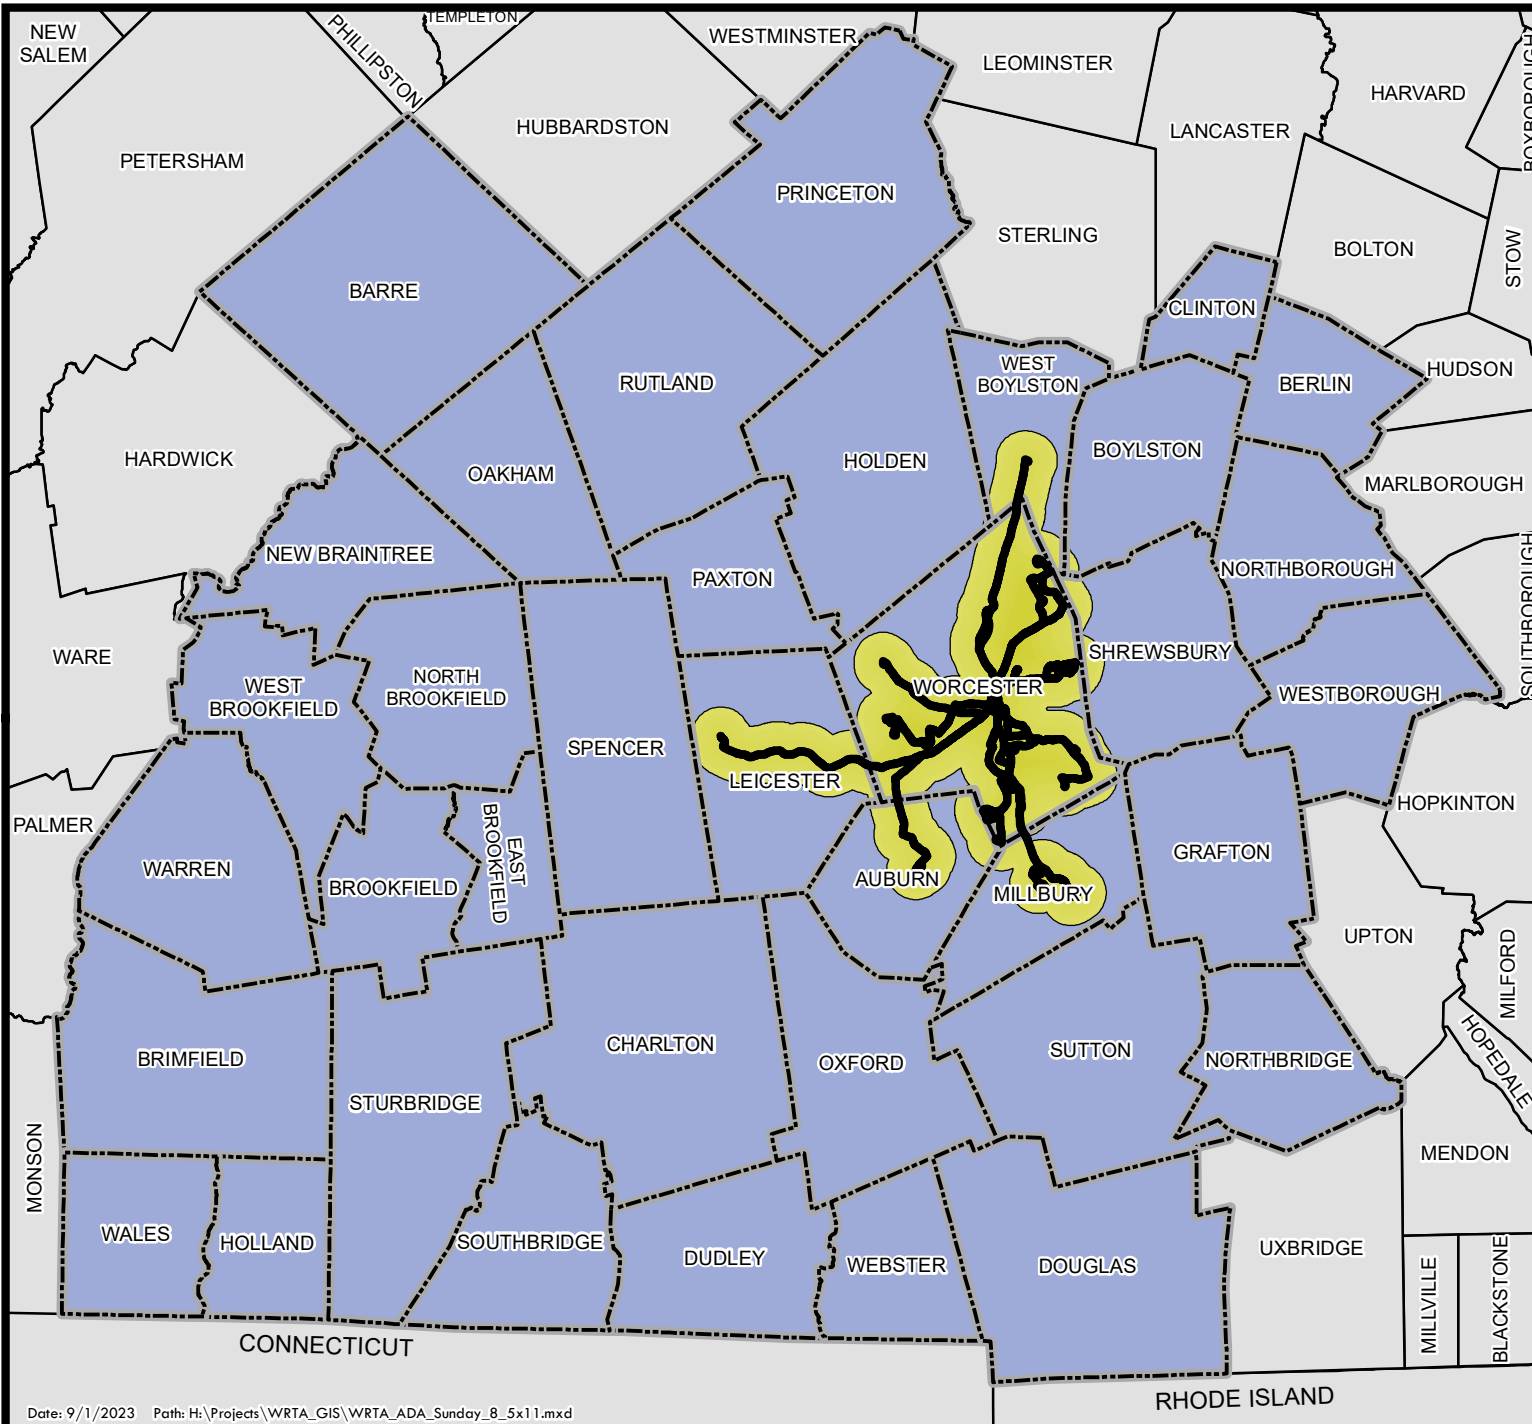 TEMPLETON
NEW
SALEM
PHILLIPSTON
WESTMINSTER
LEOMINSTER
HARVARD
BOXBOROUGH
HUBBARDSTON
LANCASTER
PETERSHAM
PRINCETON
STERLING
BOLTON
STOW
BARRE
CLINTON
WEST
BOYLSTON
HUDSON
RUTLAND
BERLIN
HARDWICK
OAKHAM
HOLDEN
BOYLSTON
MARLBOROUGH
NEW BRAINTREE
PAXTON
NORTHBOROUGH
SOUTHBOROUGH
WARE
SHREWSBURY
WEST
BROOKFIELD
NORTH
BROOKFIELD
WORCESTER
WESTBOROUGH
SPENCER
LEICESTER
HOPKINTON
PALMER
WARREN
BROOKFIELD
EAST
BROOKFIELD
AUBURN
MILLBURY
GRAFTON
UPTON
MILFORD
BRIMFIELD
CHARLTON
OXFORD
SUTTON
NORTHBRIDGE
HOPEDALE
STURBRIDGE
MONSON
MENDON
WALES
HOLLAND
SOUTHBRIDGE
DUDLEY
WEBSTER
DOUGLAS
UXBRIDGE
MILLVILLE
BLACKSTONE
CONNECTICUT
RHODE ISLAND
Date: 9/1/2023 Path: H:\Projects\WRTA_GIS\WRTA_ADA_Sunday_8_5x11.mxd